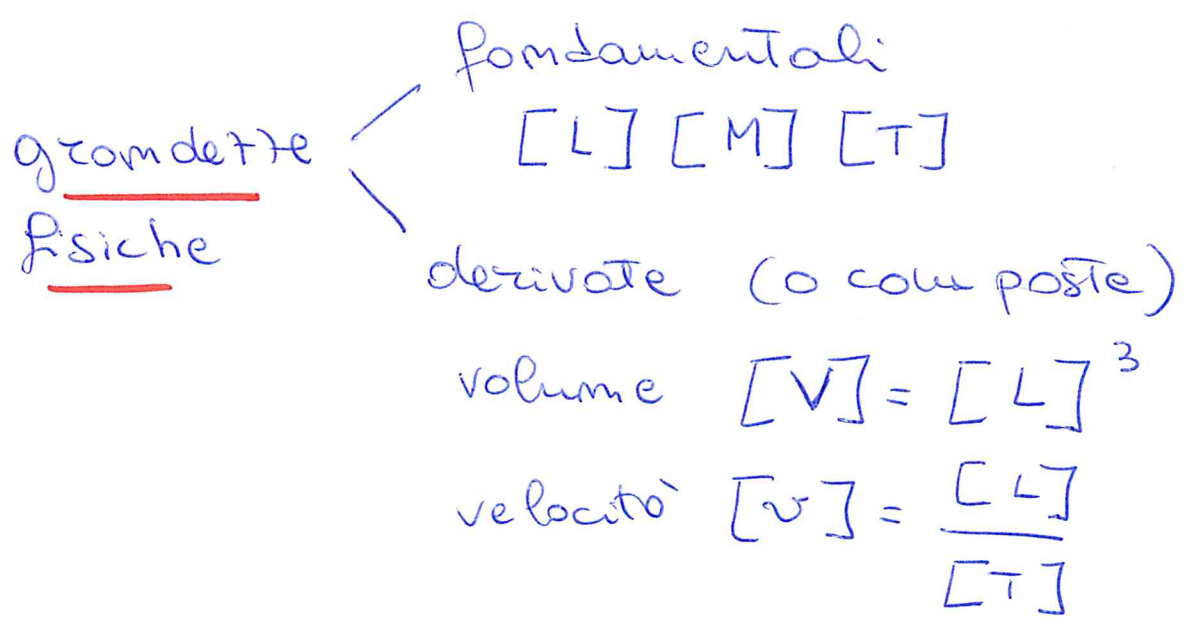 grandezze
fisiche
fondamentali
[L] [M] [T]
derivate (o composte)
volume [V] = [L]³
velocità [v] = [L]
[T]